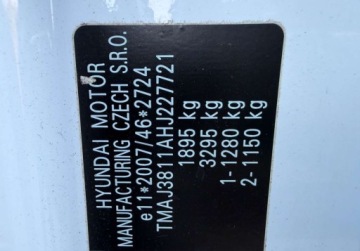 HYUNDAI MOTOR
MANUFACTURING CZECH S.R.O.
e11*2007/46*2724
TMAJ3811AHJ227721
1895 kg
3295 kg
1-1280 kg
2-1150 kg